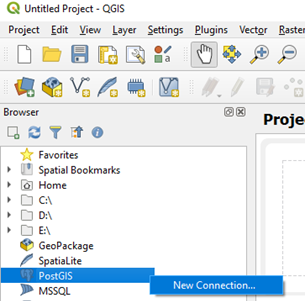 Untitled Project - QGIS
Project Edit View Layer Settings Plugins Vector Raster
Browser
Favorites
Spatial Bookmarks
Home
C:\
D:\
E:\
GeoPackage
SpatiaLite
PostGIS
New Connection...
MSSQL
Proje